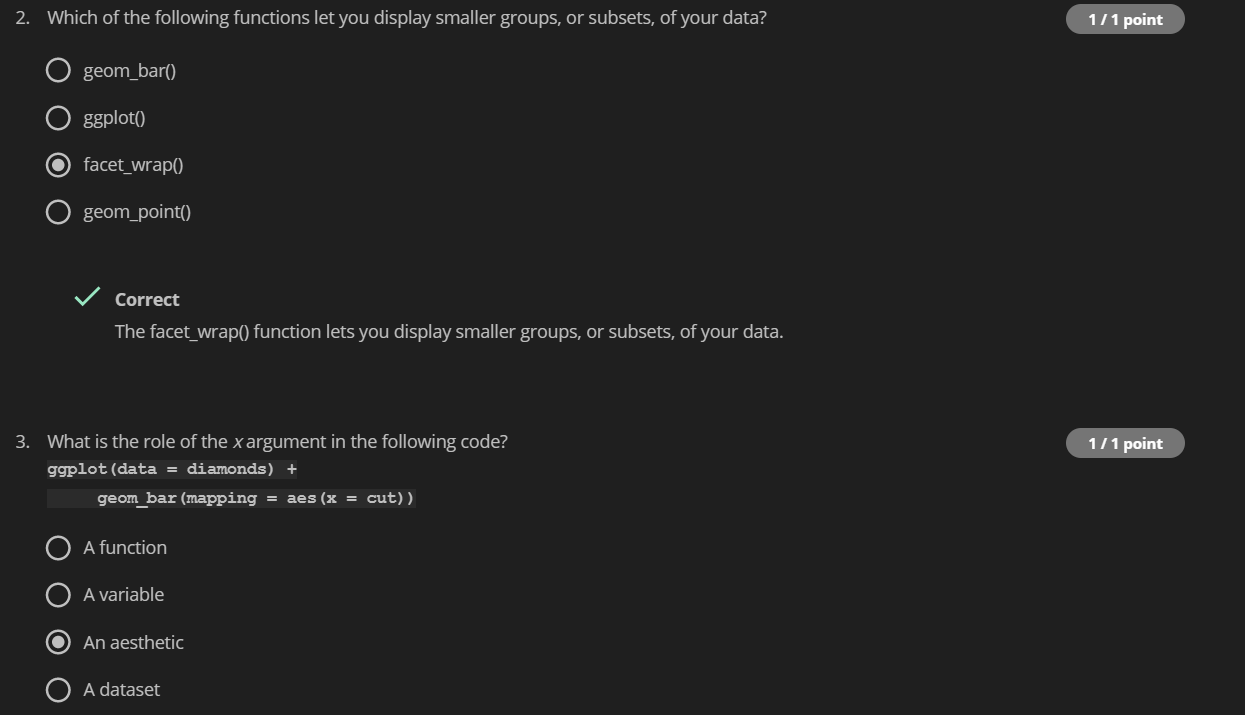 2. Which of the following functions let you display smaller groups, or subsets, of your data?
1 / 1 point
geom_bar()
ggplot()
facet_wrap()
geom_point()
Correct
The facet_wrap() function lets you display smaller groups, or subsets, of your data.
3. What is the role of the x argument in the following code?
1 / 1 point
ggplot(data = diamonds) +
geom_bar(mapping = aes(x = cut))
A function
A variable
An aesthetic
A dataset